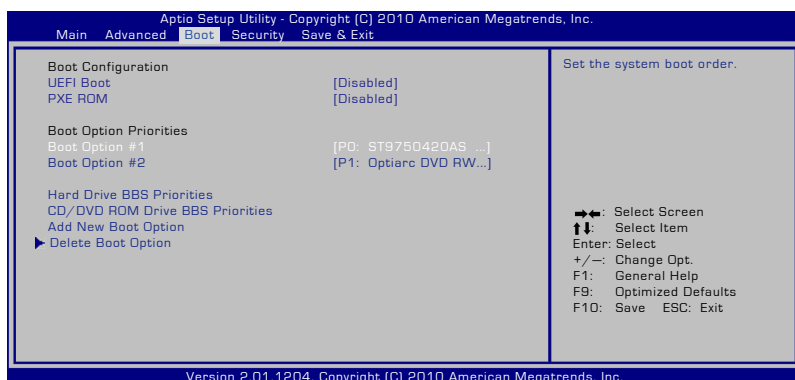 Aptio Setup Utility - Copyright (C) 2010 American Megatrends, Inc.
Main Advanced Boot Security Save & Exit
Boot Configuration
UEFI Boot [Disabled]
PXE ROM [Disabled]
Boot Option Priorities
Boot Option #1 [P0: ST9750420AS ...]
Boot Option #2 [P1: Optiarc DVD RW...]
Hard Drive BBS Priorities
CD/DVD ROM Drive BBS Priorities
Add New Boot Option
Delete Boot Option
Set the system boot order.
→←: Select Screen
↑↓: Select Item
Enter: Select
+/—: Change Opt.
F1: General Help
F9: Optimized Defaults
F10: Save ESC: Exit
Version 2.01.1204. Copyright (C) 2010 American Megatrends, Inc.